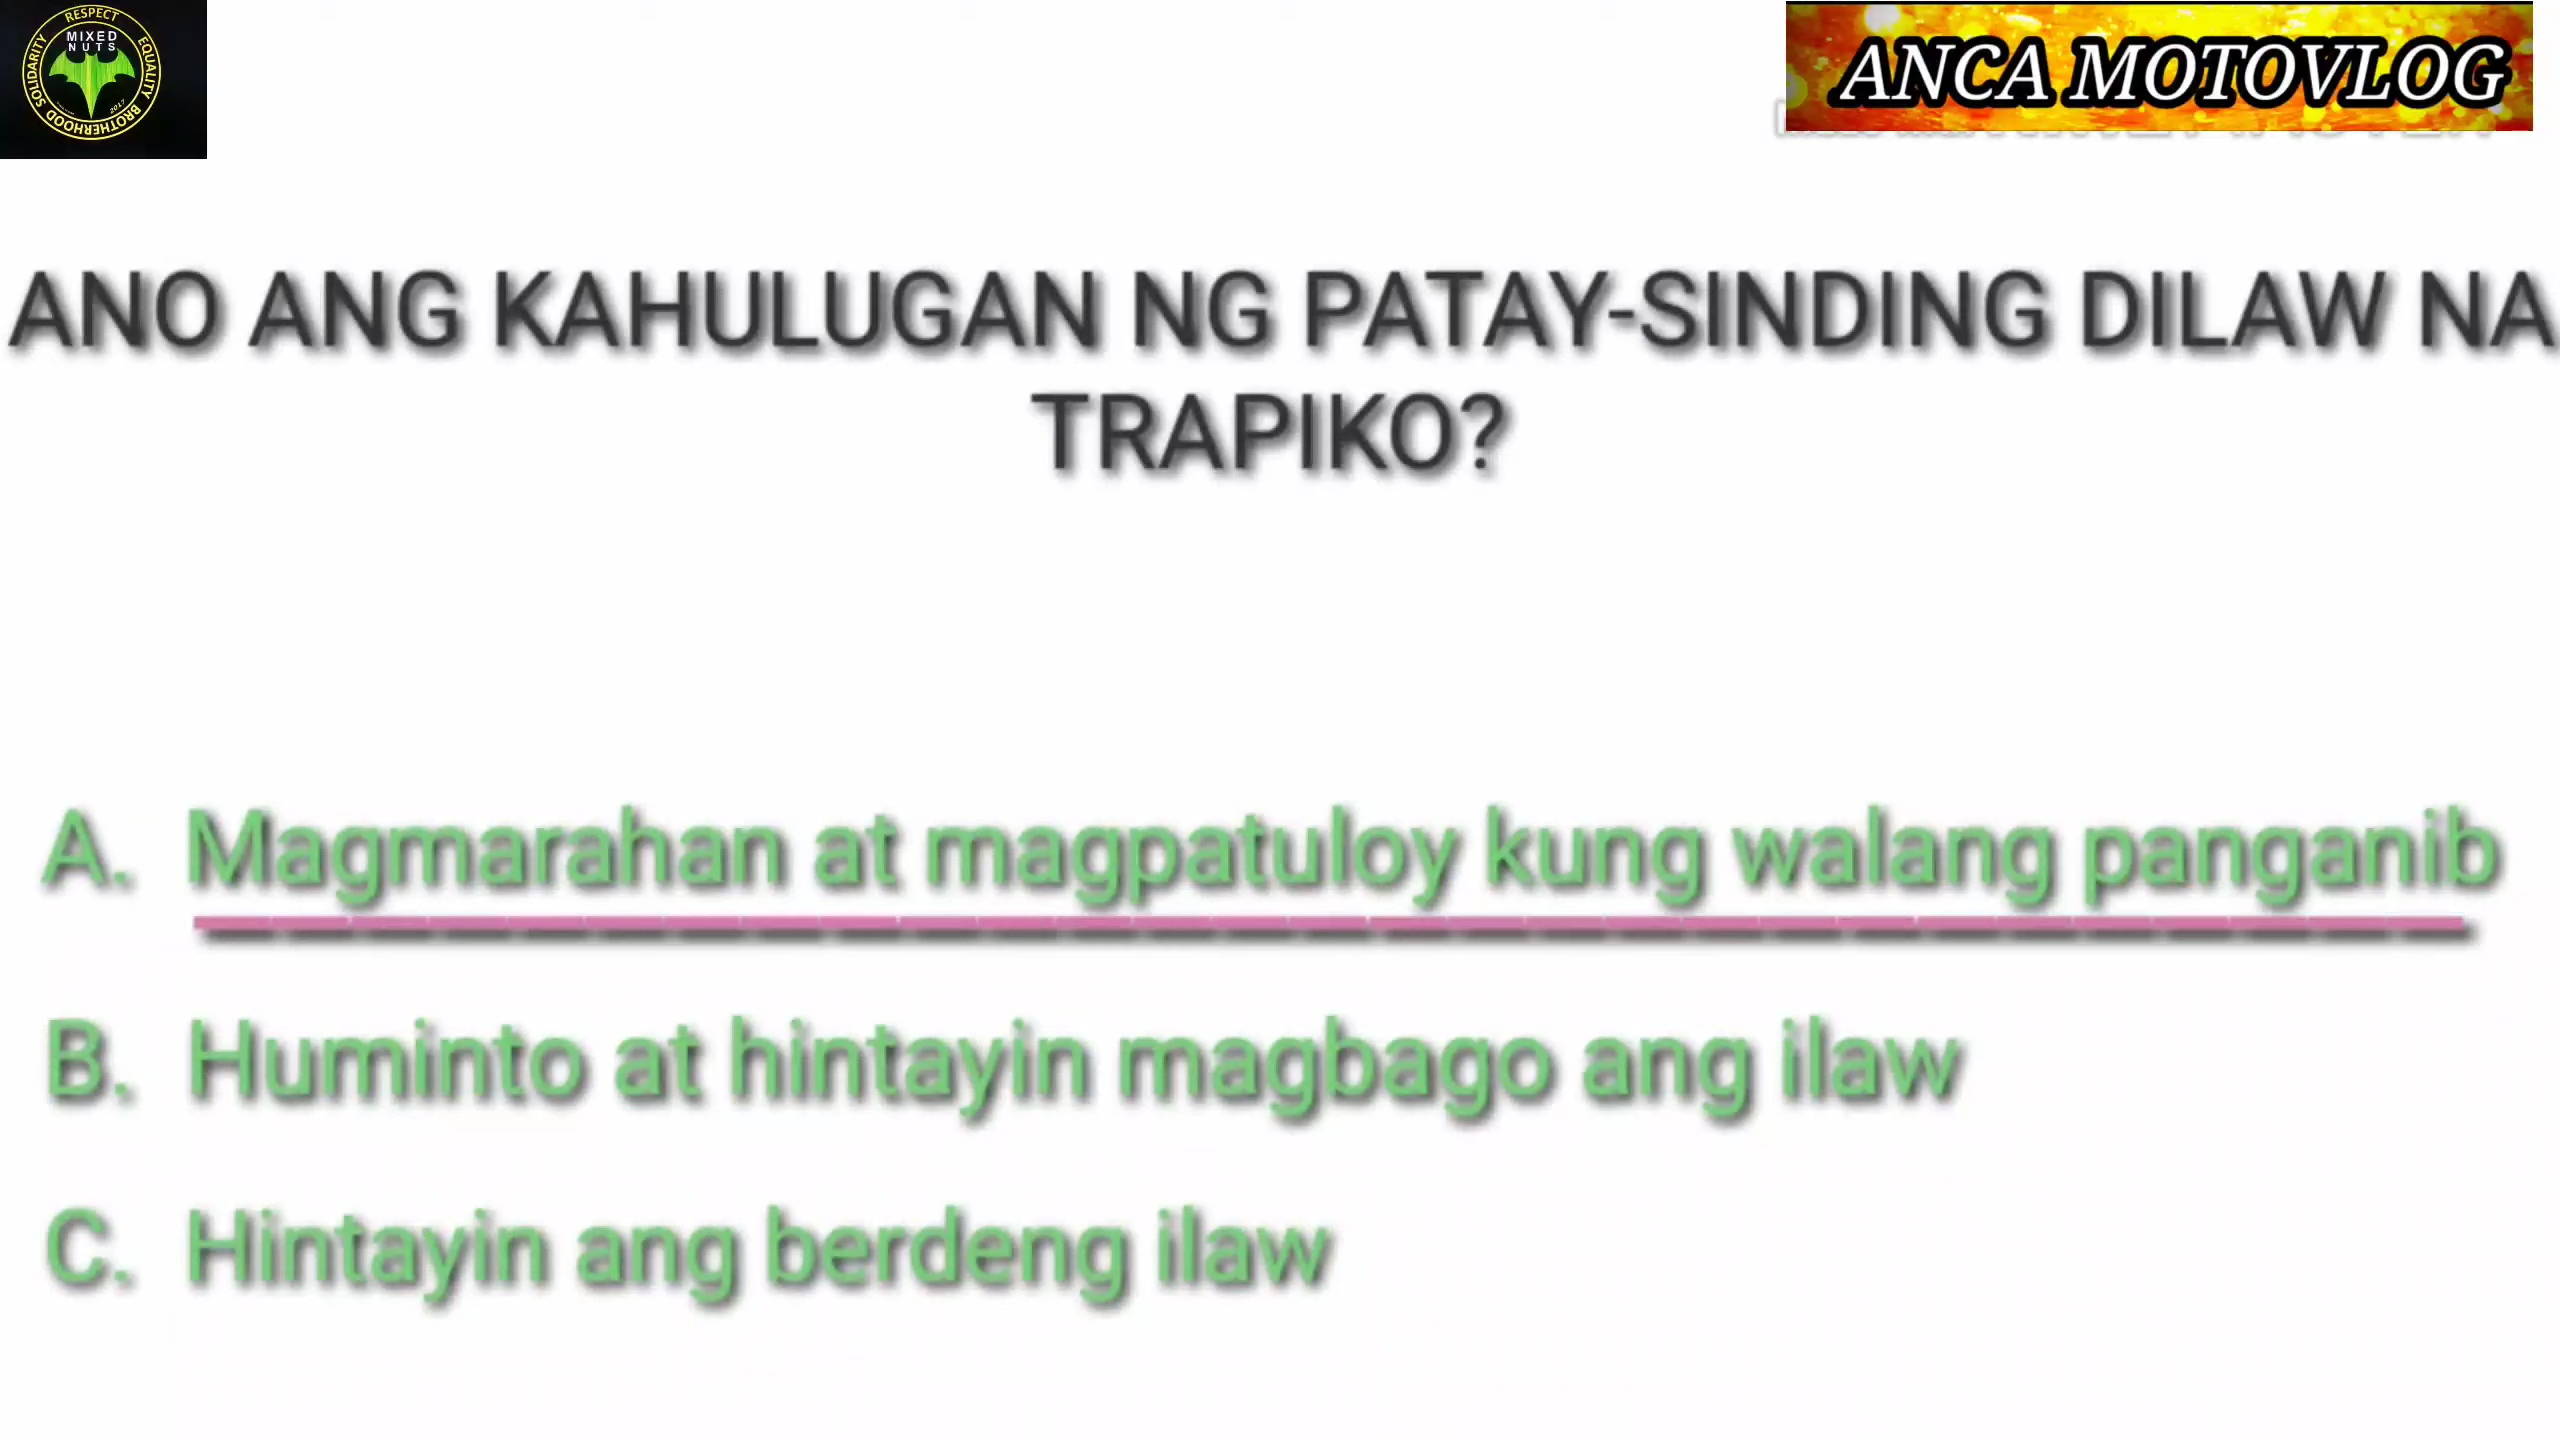 RESPECT
EQUALITY
BROTHERHOOD
SOLIDARITY
MIXED
NUTS
2017
ANCA MOTOVLOG
ANO ANG KAHULUGAN NG PATAY-SINDING DILAW NA
TRAPIKO?
A. Magmarahan at magpatuloy kung walang panganib
B. Huminto at hintayin magbago ang ilaw
C. Hintayin ang berdeng ilaw